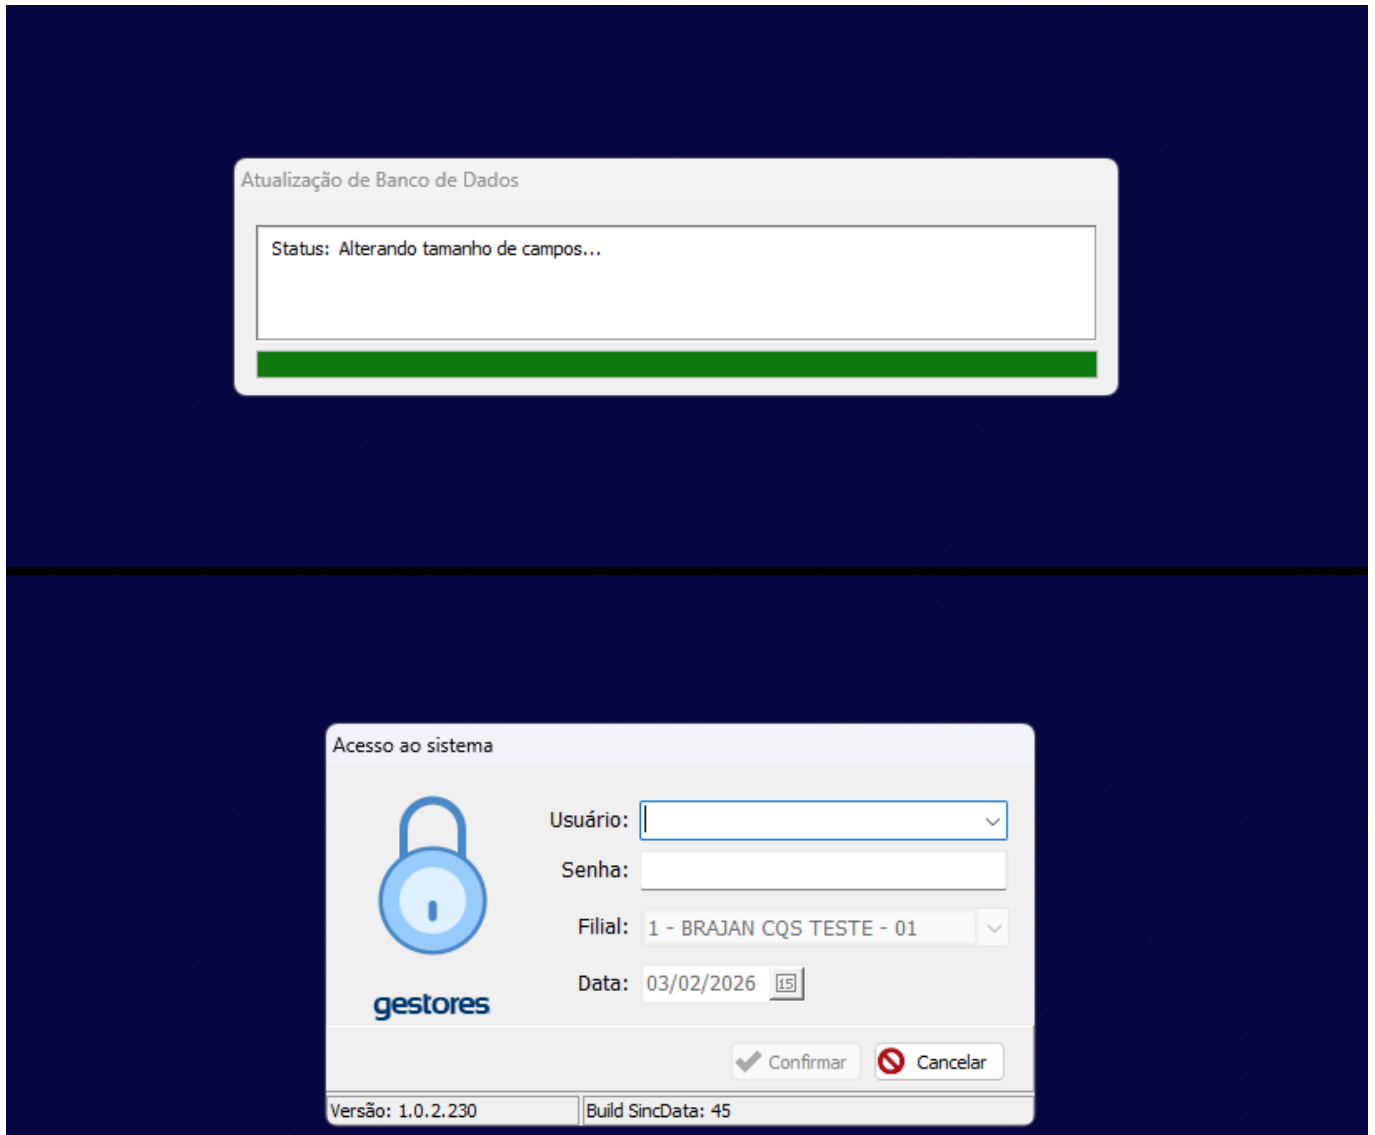 Atualização de Banco de Dados
Status: Alterando tamanho de campos...
Acesso ao sistema
Usuário:
Senha:
Filial: 1 - BRAJAN CQS TESTE - 01
Data: 03/02/2026 15
gestores
Confirmar Cancelar
Versão: 1.0.2.230 Build SincData: 45